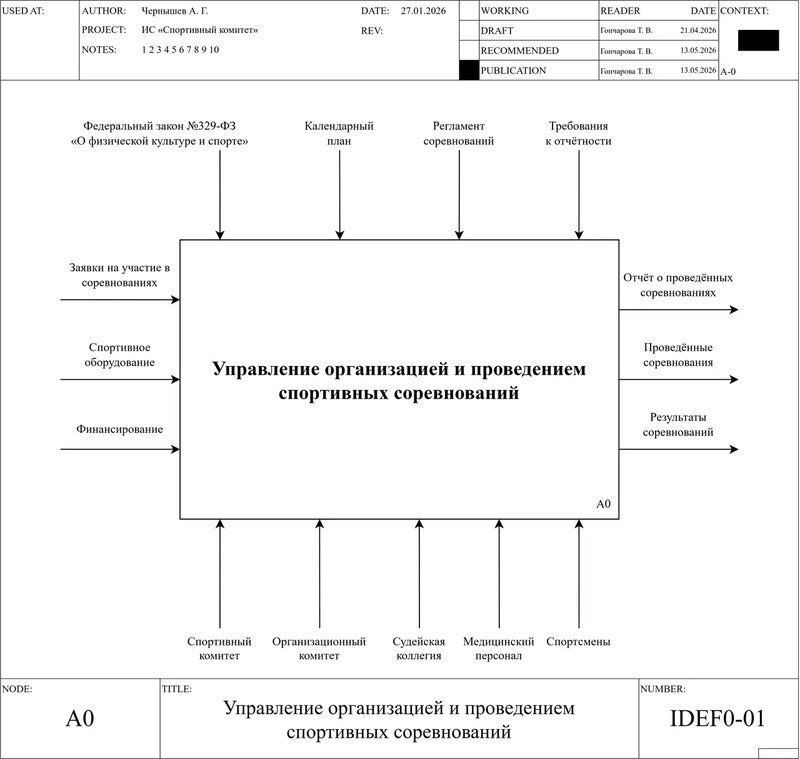 USED AT:
AUTHOR: Чернышев А. Г.
DATE: 27.01.2026
PROJECT: ИС «Спортивный комитет»
REV:
NOTES: 1 2 3 4 5 6 7 8 9 10
WORKING
READER DATE
DRAFT
Гончарова Т. В. 21.04.2026
RECOMMENDED
Гончарова Т. В. 13.05.2026
PUBLICATION
Гончарова Т. В. 13.05.2026
CONTEXT:
A-0
Федеральный закон №329-ФЗ
«О физической культуре и спорте»
Календарный
план
Регламент
соревнований
Требования
к отчётности
Заявки на участие в
соревнованиях
Спортивное
оборудование
Финансирование
Управление организацией и проведением
спортивных соревнований
A0
Отчёт о проведённых
соревнованиях
Проведённые
соревнования
Результаты
соревнований
Спортивный
комитет
Организационный
комитет
Судейская
коллегия
Медицинский
персонал
Спортсмены
NODE:
A0
TITLE:
Управление организацией и проведением
спортивных соревнований
NUMBER:
IDEF0-01